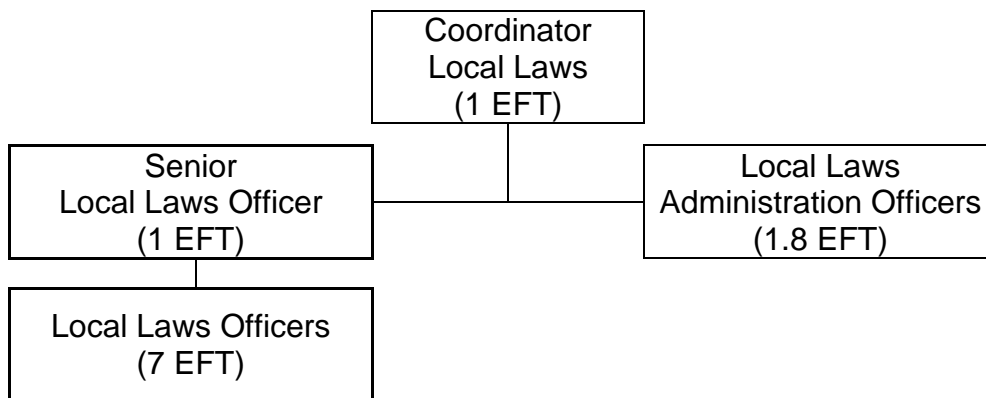 Coordinator
Local Laws
(1 EFT)
Senior
Local Laws Officer
(1 EFT)
Local Laws
Administration Officers
(1.8 EFT)
Local Laws Officers
(7 EFT)